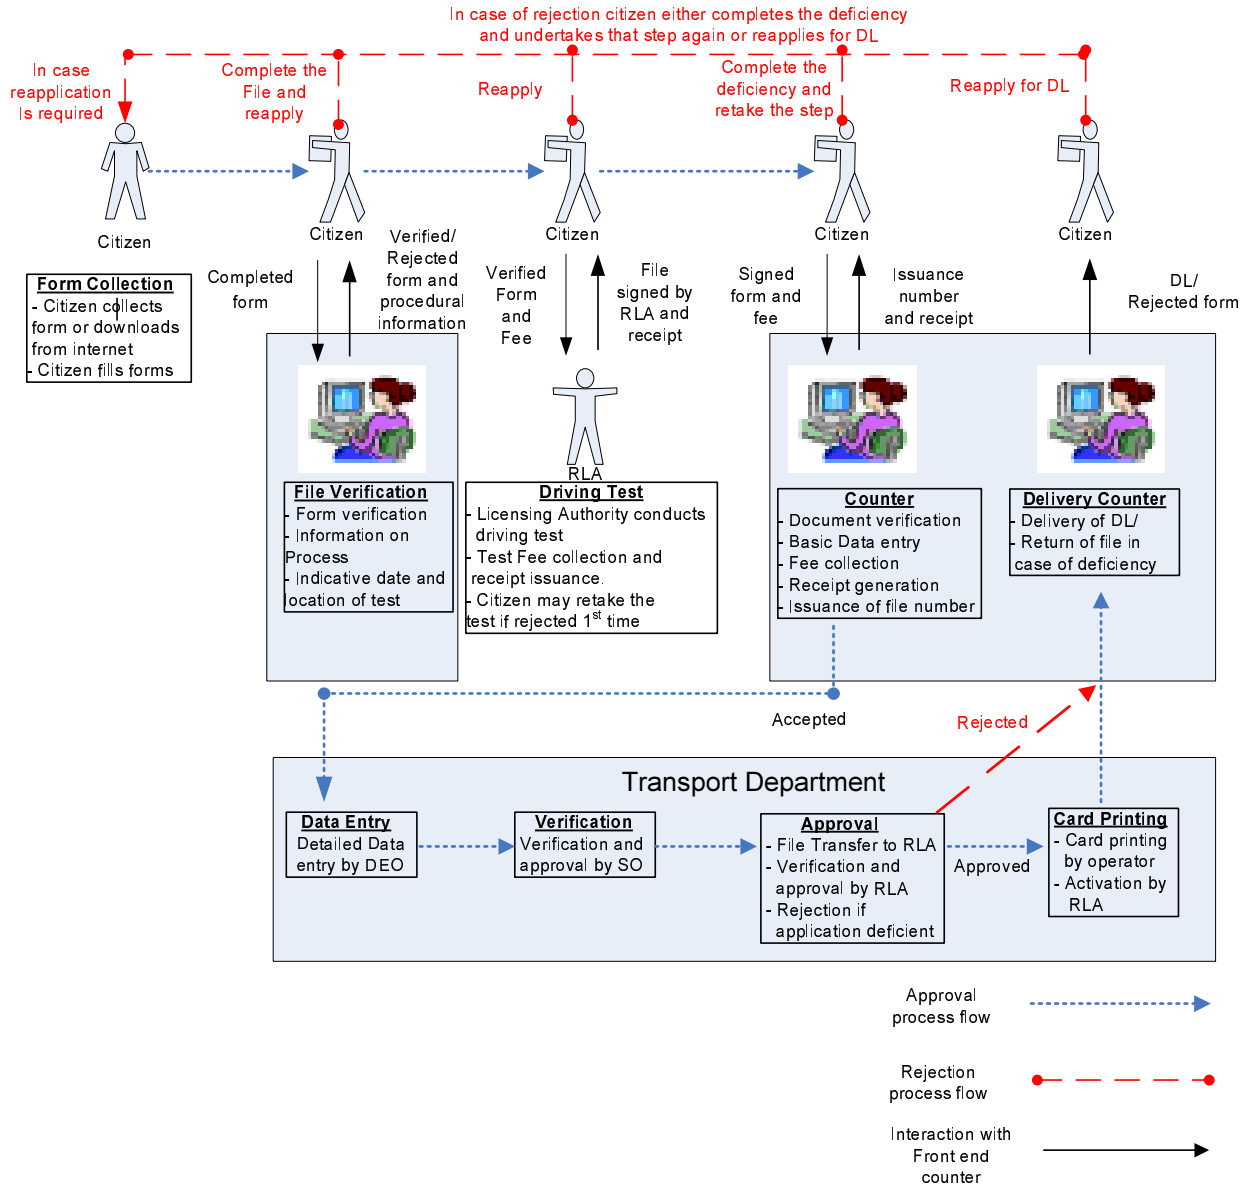 In case of rejection citizen either completes the deficiency
and undertakes that step again or reapplies for DL
In case
reapplication
Is required
Complete the
File and
reapply
Reapply
Complete the
deficiency and
retake the step
Reapply for DL
Citizen
Citizen
Citizen
Citizen
Citizen
Completed
form
Verified/
Rejected
form and
procedural
information
Verified
Form
and
Fee
File
signed by
RLA and
receipt
Signed
form and
fee
Issuance
number
and receipt
DL/
Rejected form
Form Collection
- Citizen collects
form or downloads
from internet
- Citizen fills forms
File Verification
- Form verification
- Information on
Process
- Indicative date and
location of test
RLA
Driving Test
- Licensing Authority conducts
driving test
- Test Fee collection and
receipt issuance.
- Citizen may retake the
test if rejected 1st time
Counter
- Document verification
- Basic Data entry
- Fee collection
- Receipt generation
- Issuance of file number
Delivery Counter
- Delivery of DL/
- Return of file in
case of deficiency
Accepted
Rejected
Transport Department
Data Entry
Detailed Data
entry by DEO
Verification
Verification and
approval by SO
Approval
- File Transfer to RLA
- Verification and
approval by RLA
- Rejection if
application deficient
Approved
Card Printing
- Card printing
by operator
- Activation by
RLA
Approval
process flow
Rejection
process flow
Interaction with
Front end
counter